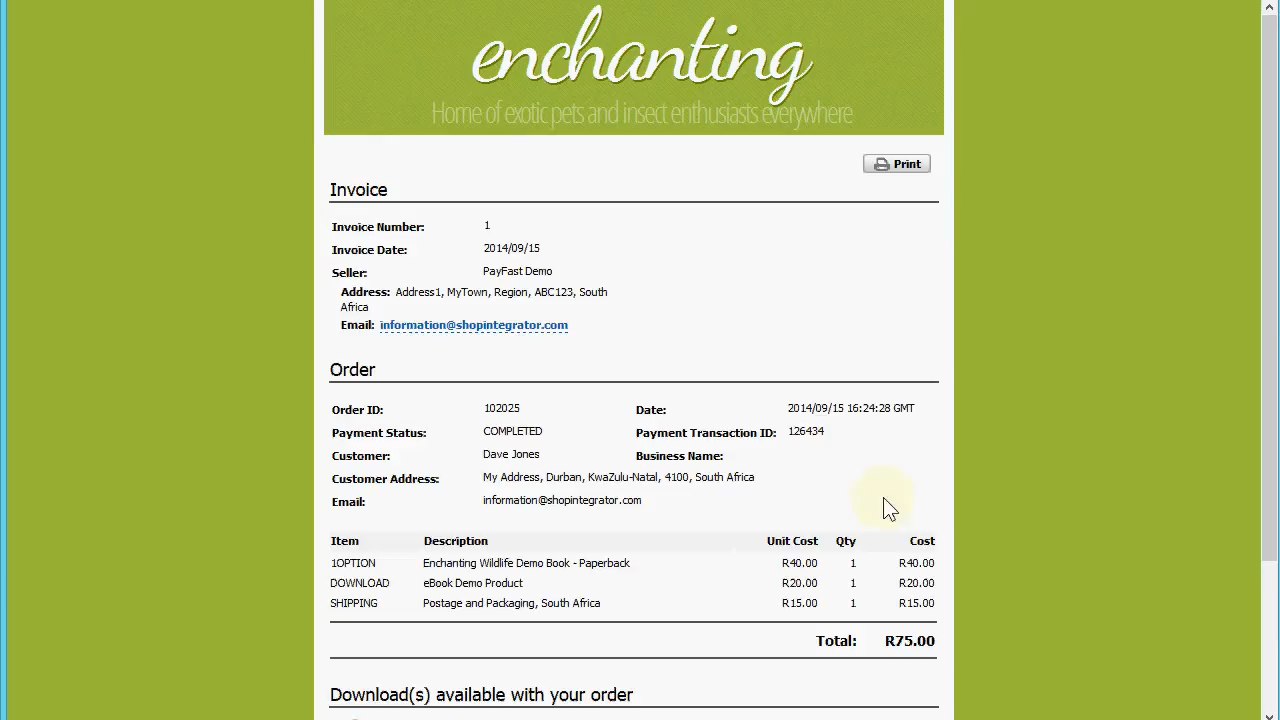 enchanting
Home of exotic pets and insect enthusiasts everywhere
Print
Invoice
Invoice Number: 1
Invoice Date: 2014/09/15
Seller: PayFast Demo
Address: Address1, MyTown, Region, ABC123, South
Africa
Email: information@shopintegrator.com
Order
Order ID: 102025 Date: 2014/09/15 16:24:28 GMT
Payment Status: COMPLETED Payment Transaction ID: 126434
Customer: Dave Jones Business Name:
Customer Address: My Address, Durban, KwaZulu-Natal, 4100, South Africa
Email: information@shopintegrator.com
Item Description Unit Cost Qty Cost
1OPTION Enchanting Wildlife Demo Book - Paperback R40.00 1 R40.00
DOWNLOAD eBook Demo Product R20.00 1 R20.00
SHIPPING Postage and Packaging, South Africa R15.00 1 R15.00
Total: R75.00
Download(s) available with your order